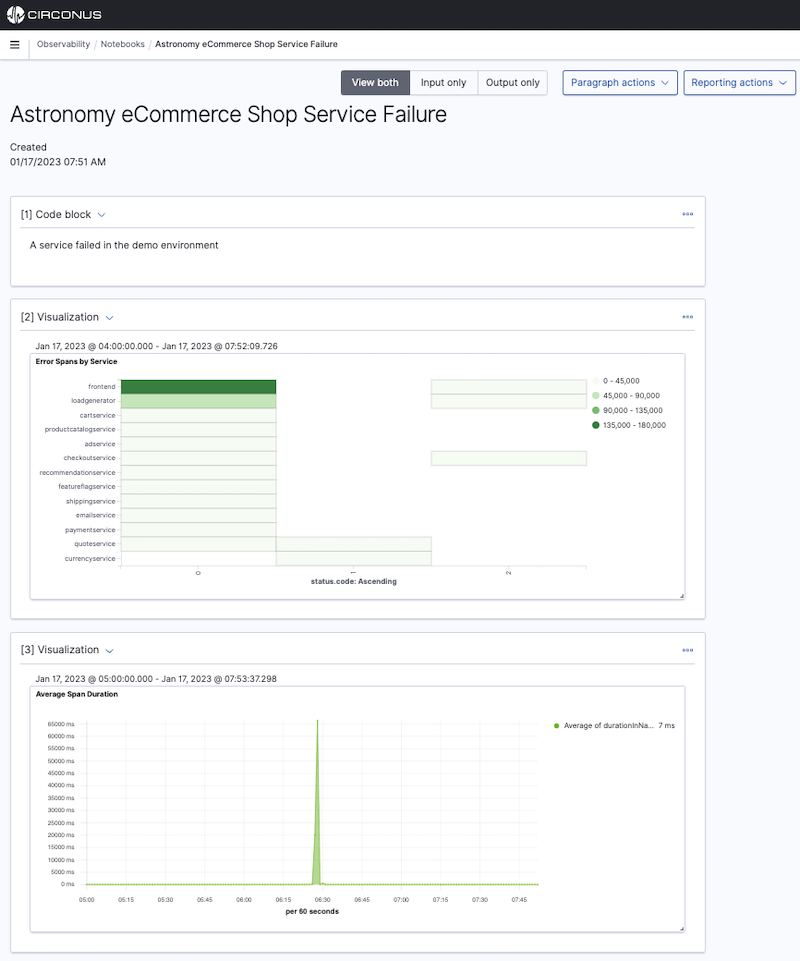 CIRCONUS
Observability / Notebooks / Astronomy eCommerce Shop Service Failure
View both Input only Output only Paragraph actions Reporting actions
Astronomy eCommerce Shop Service Failure
Created
01/17/2023 07:51 AM
[1] Code block
A service failed in the demo environment
[2] Visualization
Jan 17, 2023 @ 04:00:00.000 - Jan 17, 2023 @ 07:52:09.726
Error Spans by Service
frontend
loadgenerator
cartservice
productcatalogservice
adservice
checkoutservice
recommendationservice
featureflagservice
shippingservice
emailservice
paymentservice
quoteservice
currencyservice
0 1 2
status.code: Ascending
0 - 45,000
45,000 - 90,000
90,000 - 135,000
135,000 - 180,000
[3] Visualization
Jan 17, 2023 @ 05:00:00.000 - Jan 17, 2023 @ 07:53:37.298
Average Span Duration
65000 ms
60000 ms
55000 ms
50000 ms
45000 ms
40000 ms
35000 ms
30000 ms
25000 ms
20000 ms
15000 ms
10000 ms
5000 ms
0 ms
05:00 05:15 05:30 05:45 06:00 06:15 06:30 06:45 07:00 07:15 07:30 07:45
per 60 seconds
Average of durationInNa... 7 ms